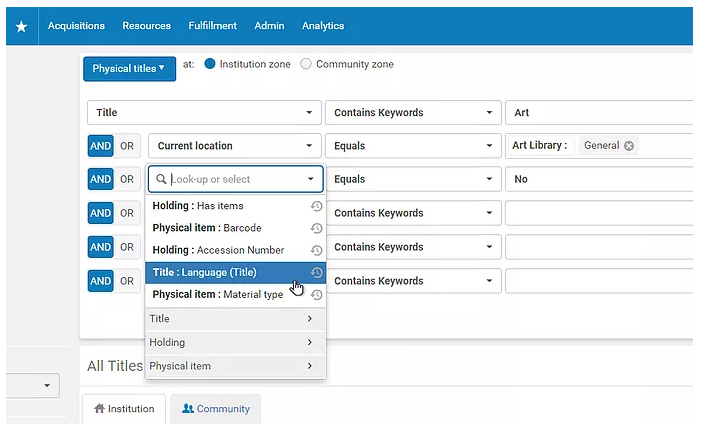 Acquisitions Resources Fulfillment Admin Analytics
Physical titles at: Institution zone Community zone
Title Contains Keywords Art
AND OR Current location Equals Art Library : General
AND OR Look-up or select Equals No
Holding : Has items
AND OR Contains Keywords
Physical item : Barcode
AND OR Contains Keywords
Holding : Accession Number
Title : Language (Title)
AND OR Contains Keywords
Physical item : Material type
Title
Holding
Physical item
All Titles
Institution Community